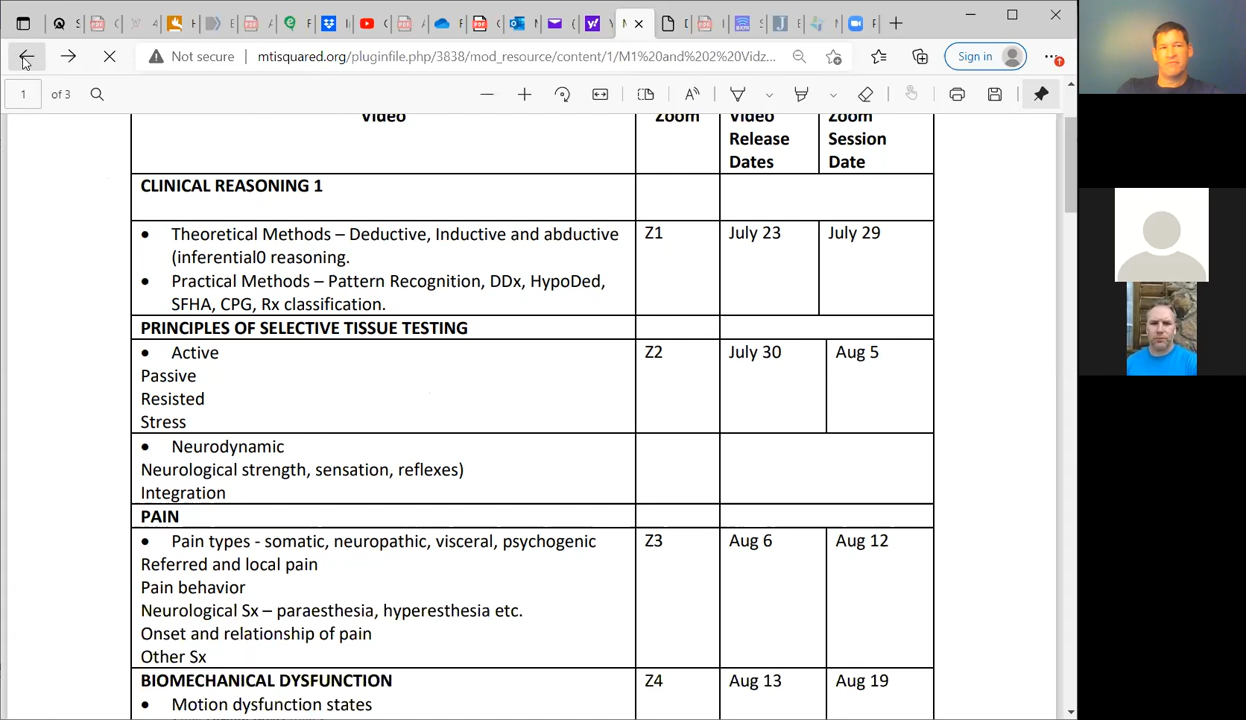 Not secure
mtisquared.org/pluginfile.php/3838/mod_resource/content/1/M1%20and%202%20Vidz...
Sign in
1 of 3
Video
Zoom
Video Release Dates
Zoom Session Date
CLINICAL REASONING 1
• Theoretical Methods – Deductive, Inductive and abductive
(inferential0 reasoning.
Z1
July 23
July 29
• Practical Methods – Pattern Recognition, DDx, HypoDed,
SFHA, CPG, Rx classification.
PRINCIPLES OF SELECTIVE TISSUE TESTING
• Active
Z2
July 30
Aug 5
Passive
Resisted
Stress
• Neurodynamic
Neurological strength, sensation, reflexes)
Integration
PAIN
• Pain types - somatic, neuropathic, visceral, psychogenic
Z3
Aug 6
Aug 12
Referred and local pain
Pain behavior
Neurological Sx – paraesthesia, hyperesthesia etc.
Onset and relationship of pain
Other Sx
BIOMECHANICAL DYSFUNCTION
Z4
Aug 13
Aug 19
• Motion dysfunction states